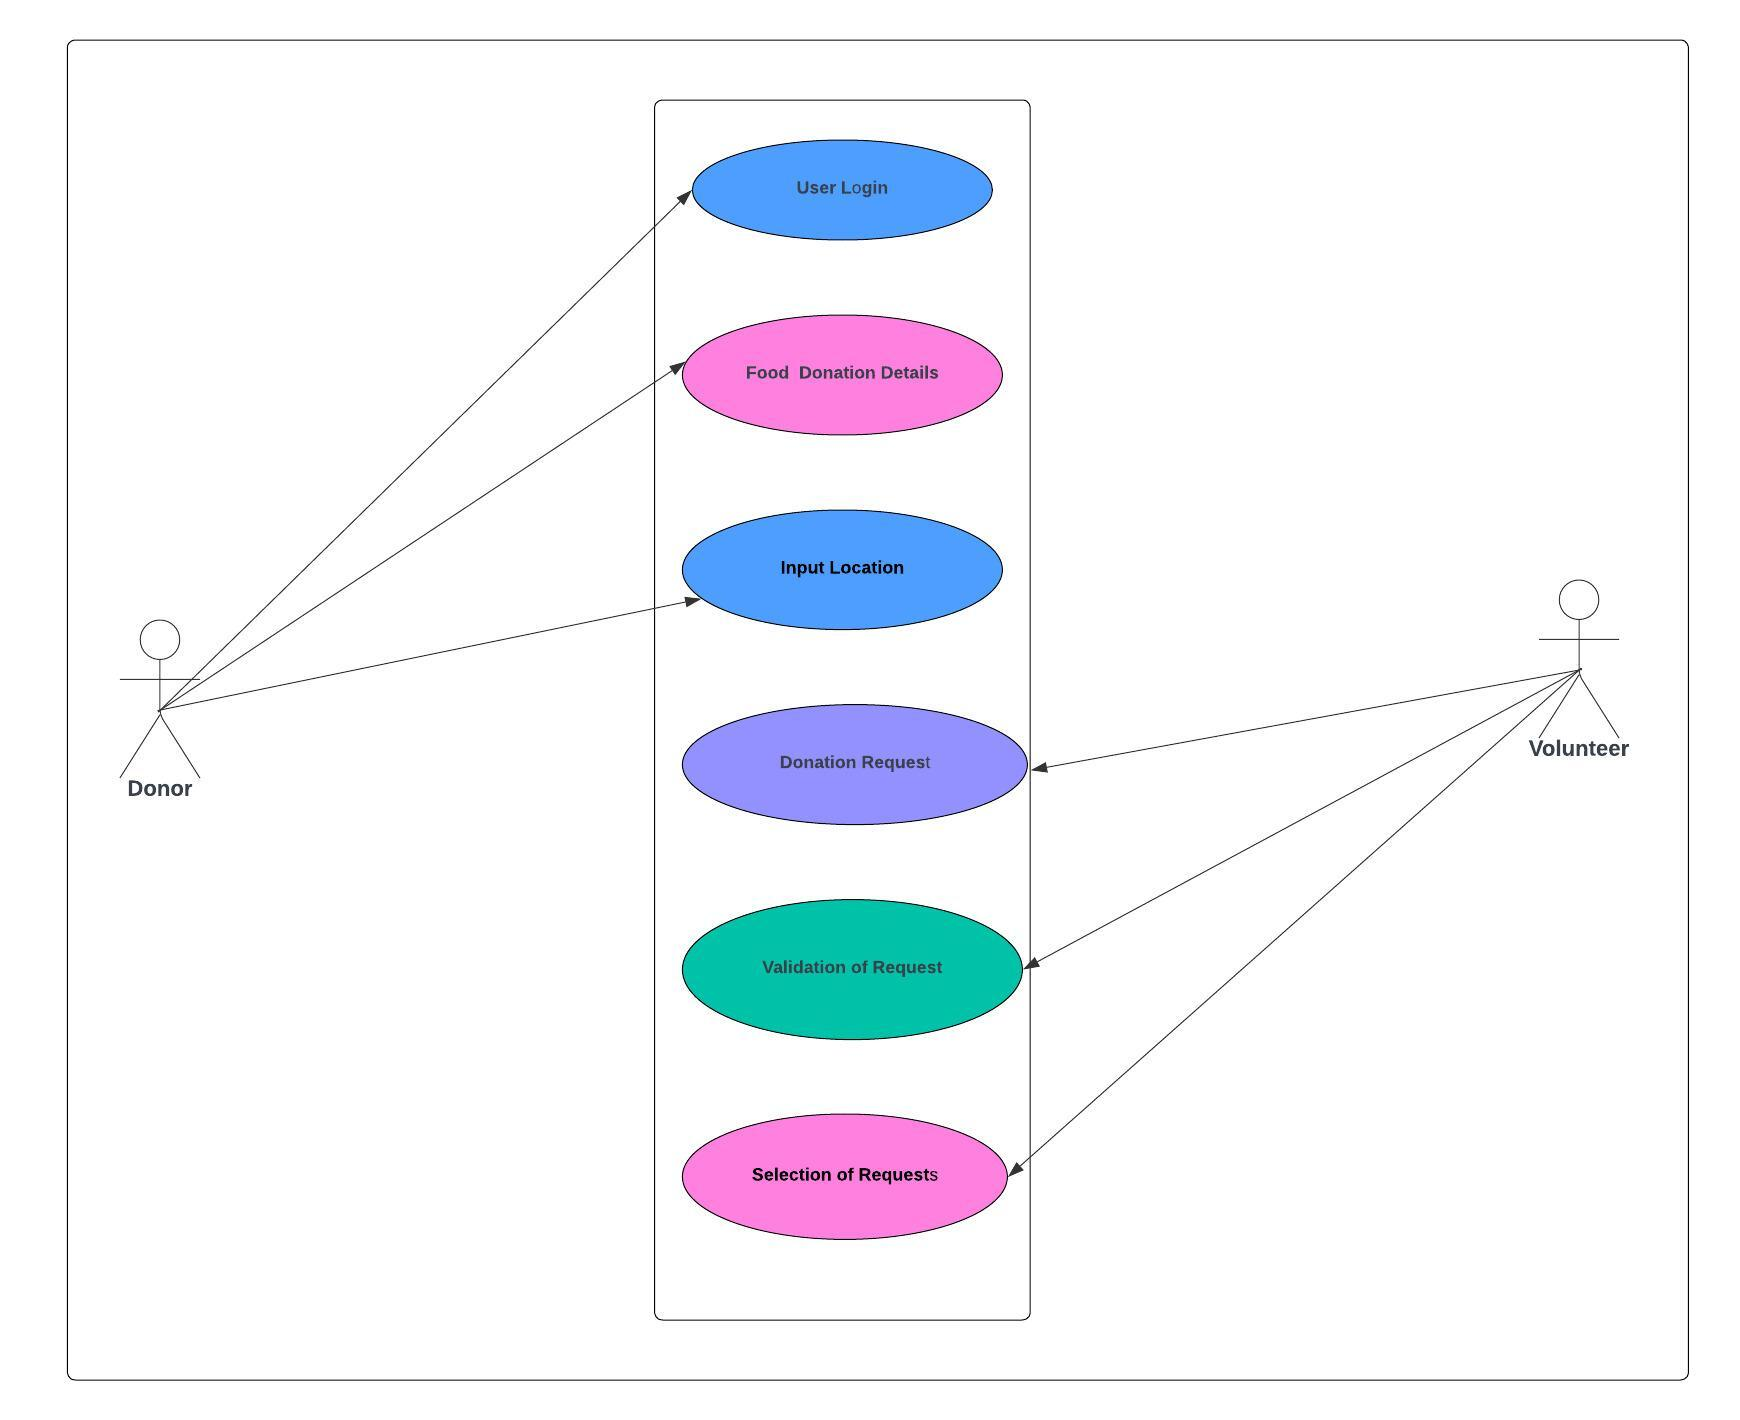 User Login
Food  Donation Details
Input Location
Donation Request
Validation of Request
Selection of Requests
Donor
Volunteer